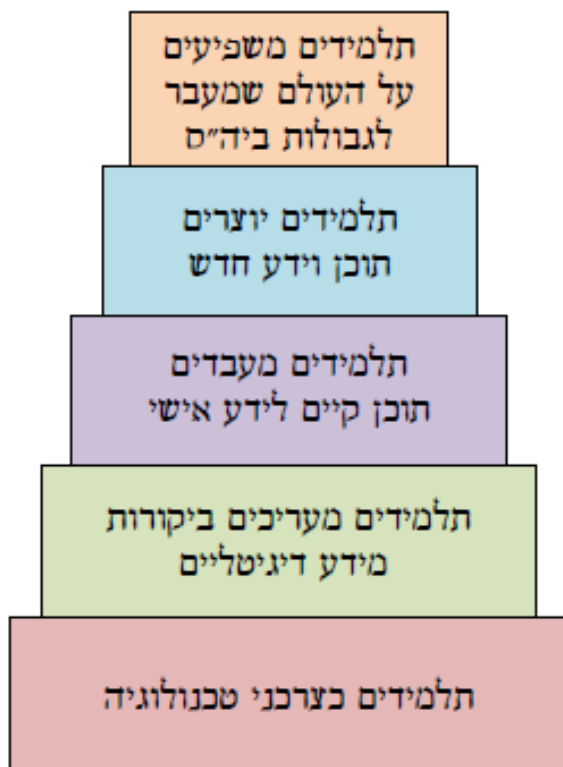 תלמידים משפיעים
על העולם שמעבר
לגבולות ביה״ס
תלמידים יוצרים
תוכן וידע חדש
תלמידים מעבדים
תוכן קיים לידע אישי
תלמידים מעריכים ביקורות
מידע דיגיטליים
תלמידים כצרכני טכנולוגיה